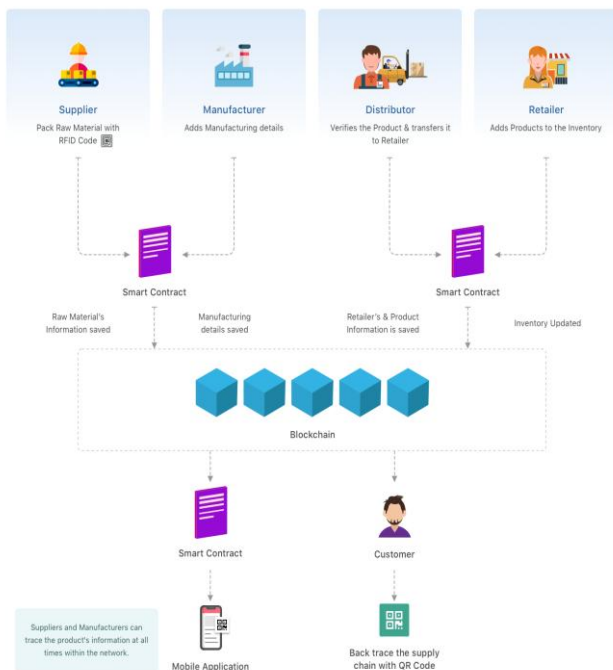 Supplier
Pack Raw Material with
RFID Code
Manufacturer
Adds Manufacturing details
Distributor
Verifies the Product & transfers it
to Retailer
Retailer
Adds Products to the Inventory
Smart Contract
Smart Contract
Raw Material's
Information saved
Manufacturing
details saved
Retailer's & Product
Information is saved
Inventory Updated
Blockchain
Smart Contract
Customer
Suppliers and Manufacturers can
trace the product's information at all
times within the network.
Mobile Application
Back trace the supply
chain with QR Code